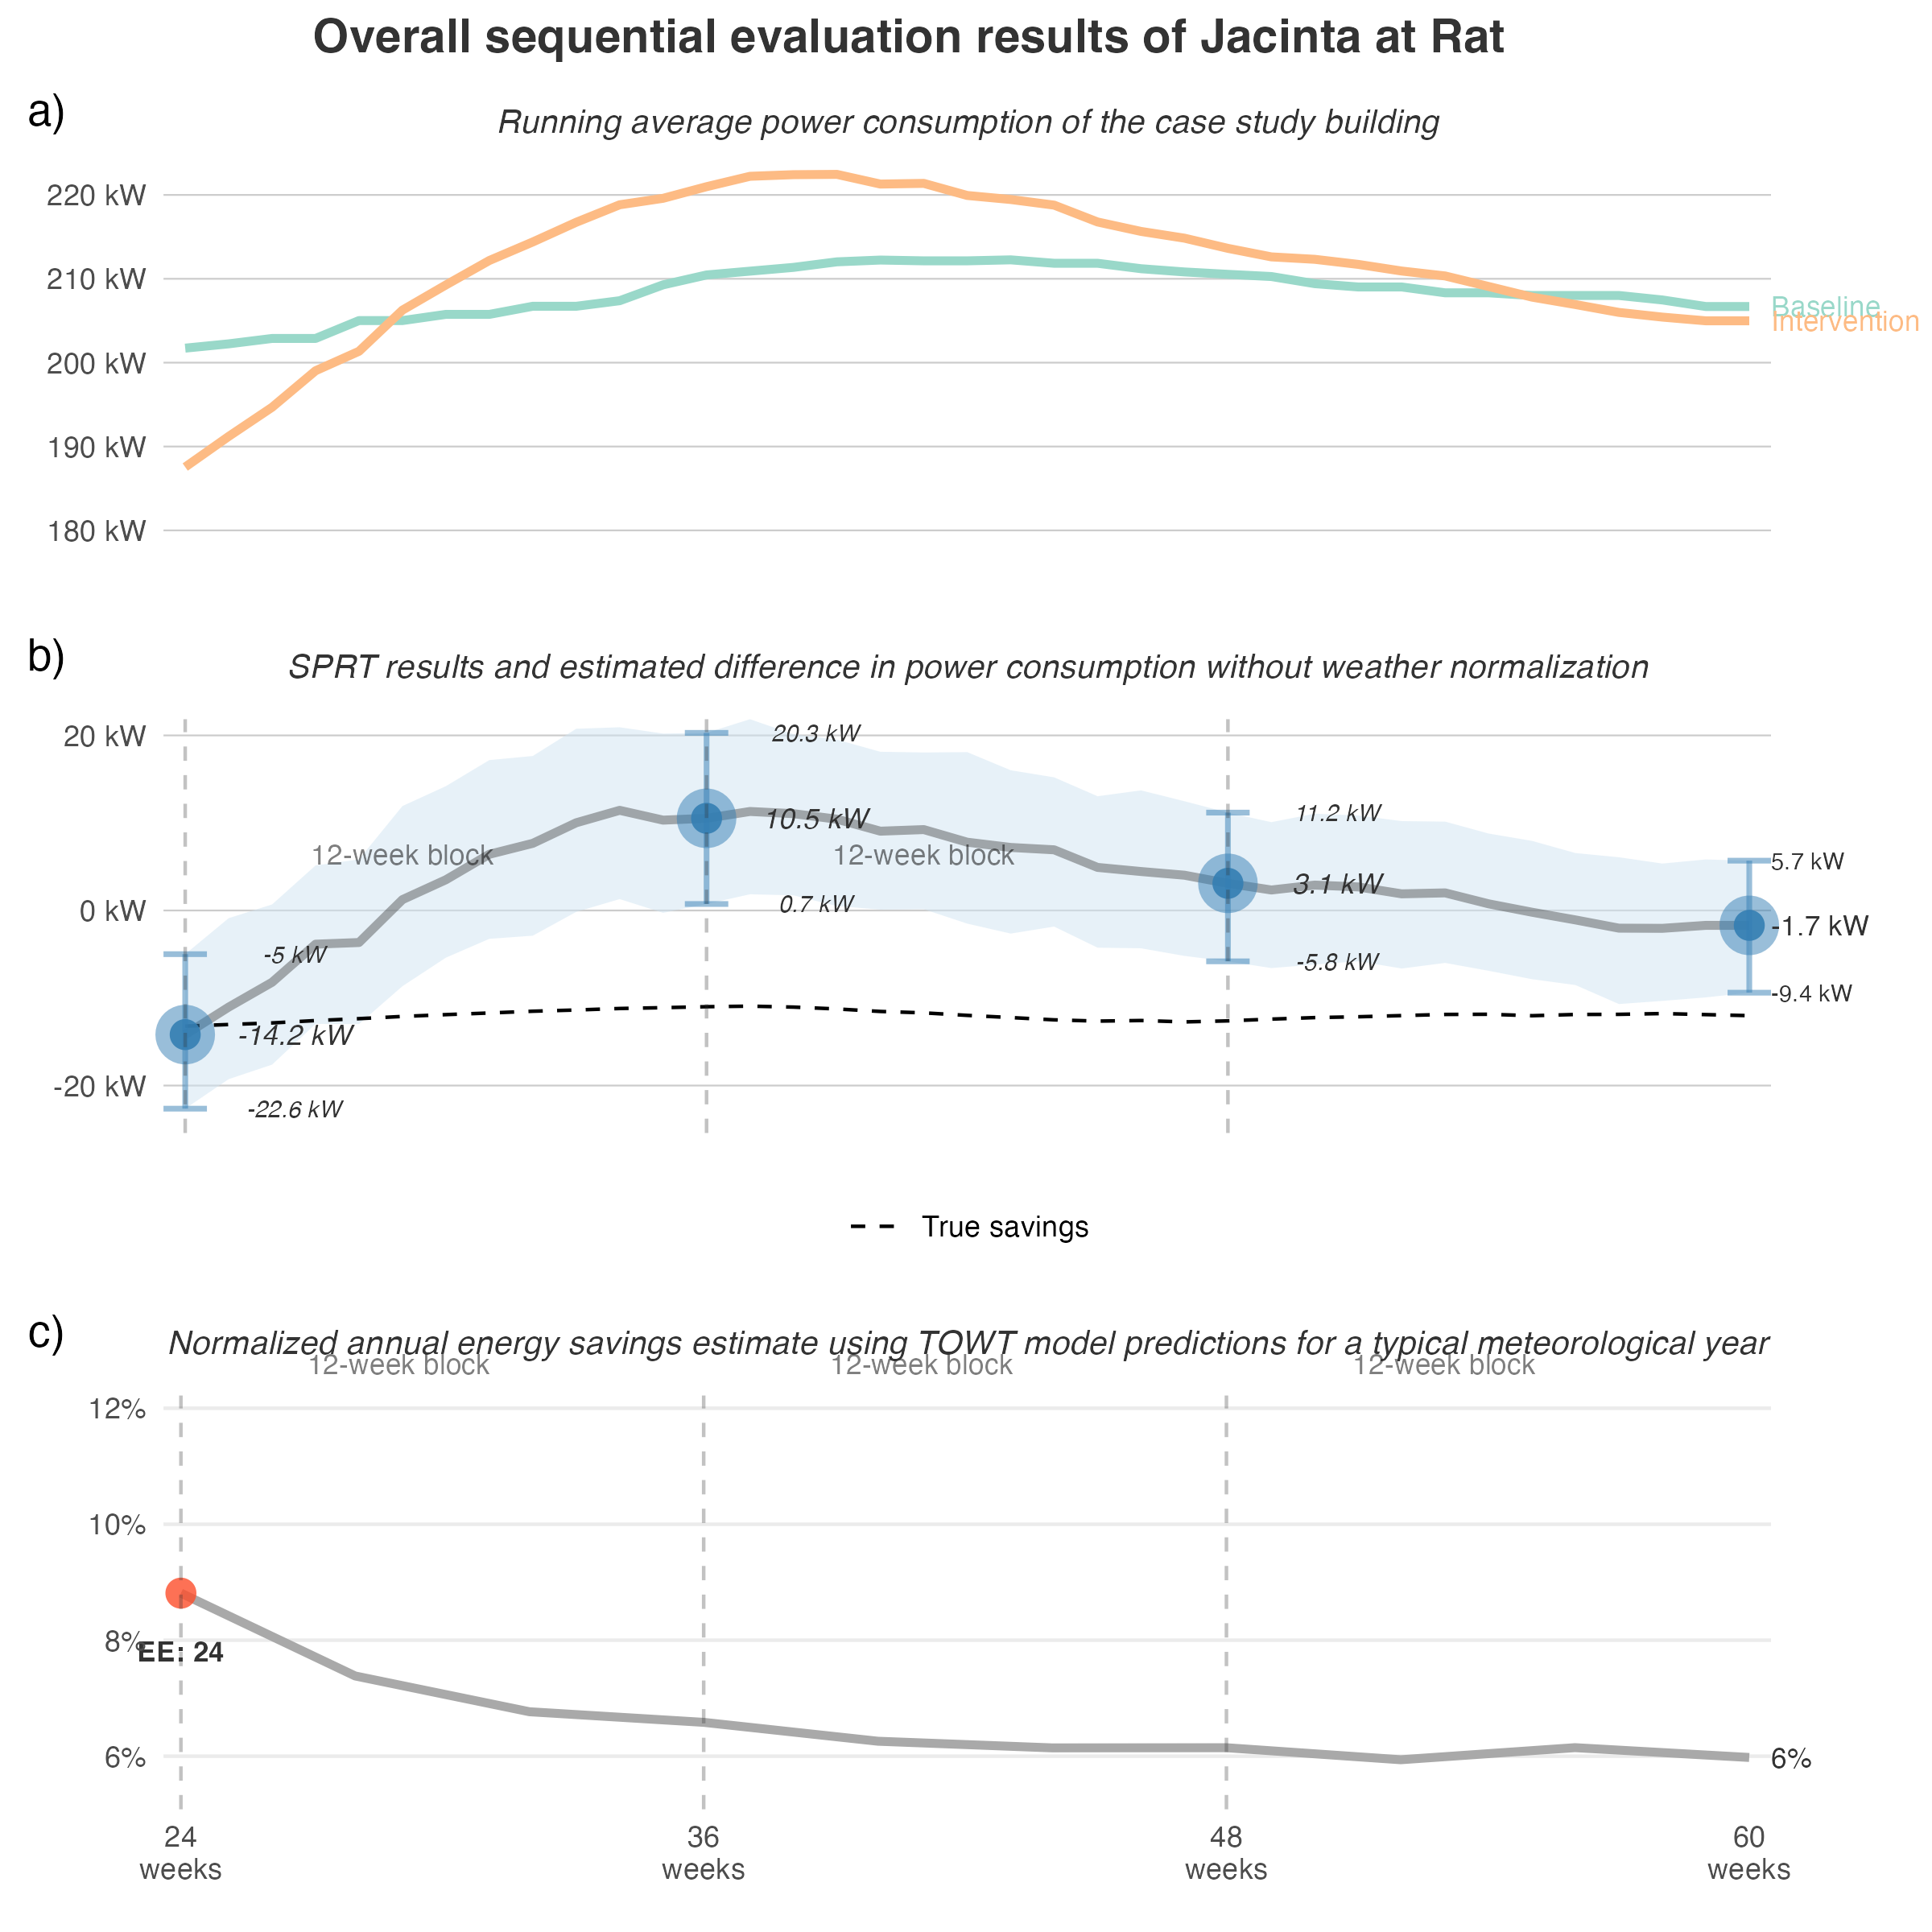 Overall sequential evaluation results of Jacinta at Rat
a)
Running average power consumption of the case study building
220 kW
210 kW
200 kW
190 kW
180 kW
Baseline
Intervention
b)
SPRT results and estimated difference in power consumption without weather normalization
20 kW
0 kW
-20 kW
12-week block
12-week block
-5 kW
-14.2 kW
-22.6 kW
20.3 kW
10.5 kW
0.7 kW
11.2 kW
3.1 kW
-5.8 kW
5.7 kW
-1.7 kW
-9.4 kW
True savings
c)
Normalized annual energy savings estimate using TOWT model predictions for a typical meteorological year
12-week block
12-week block
12-week block
12%
10%
8%
6%
EE: 24
6%
24
weeks
36
weeks
48
weeks
60
weeks